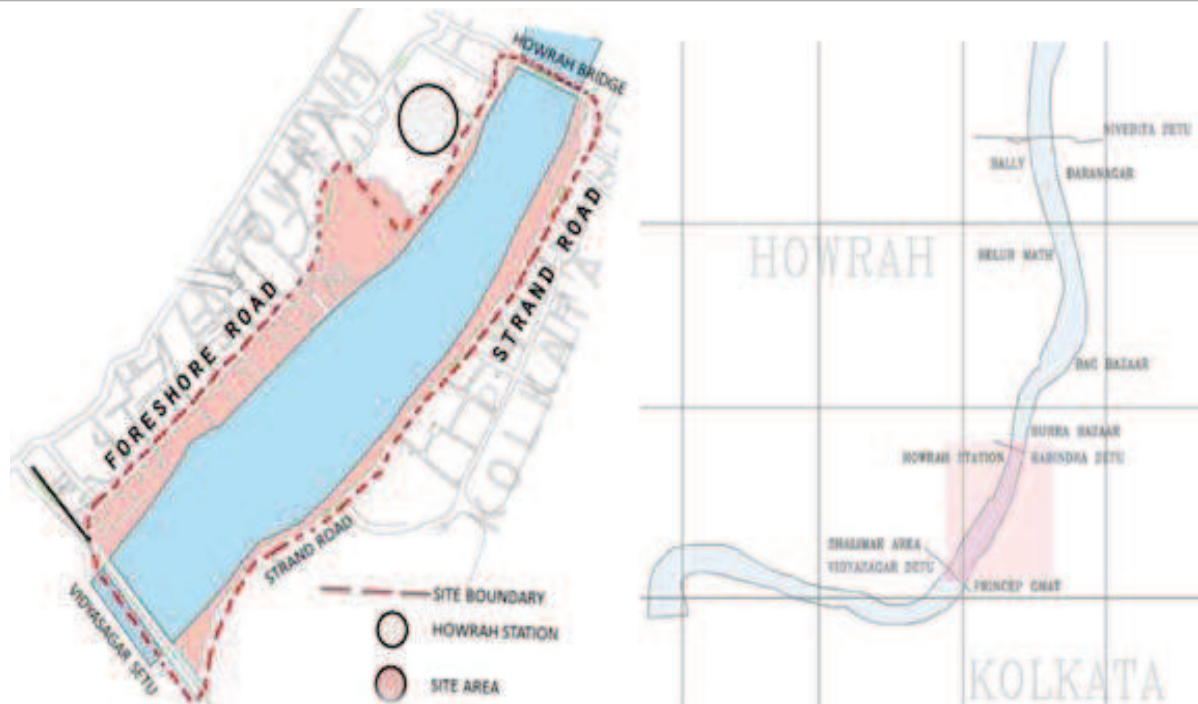 HOWRAH BRIDGE
FORESHORE ROAD
STRAND ROAD
KOLKATA
STRAND ROAD
VIDYASAGAR SETU
SITE BOUNDARY
HOWRAH STATION
SITE AREA
NIVEDITA SETU
BALLY
BARANAGAR
HOWRAH
BELUR MATH
BAG BAZAAR
BURRA BAZAAR
HOWRAH STATION
RABINDRA SETU
SHALIMAR AREA
VIDYASAGAR SETU
PRINCEP GHAT
KOLKATA